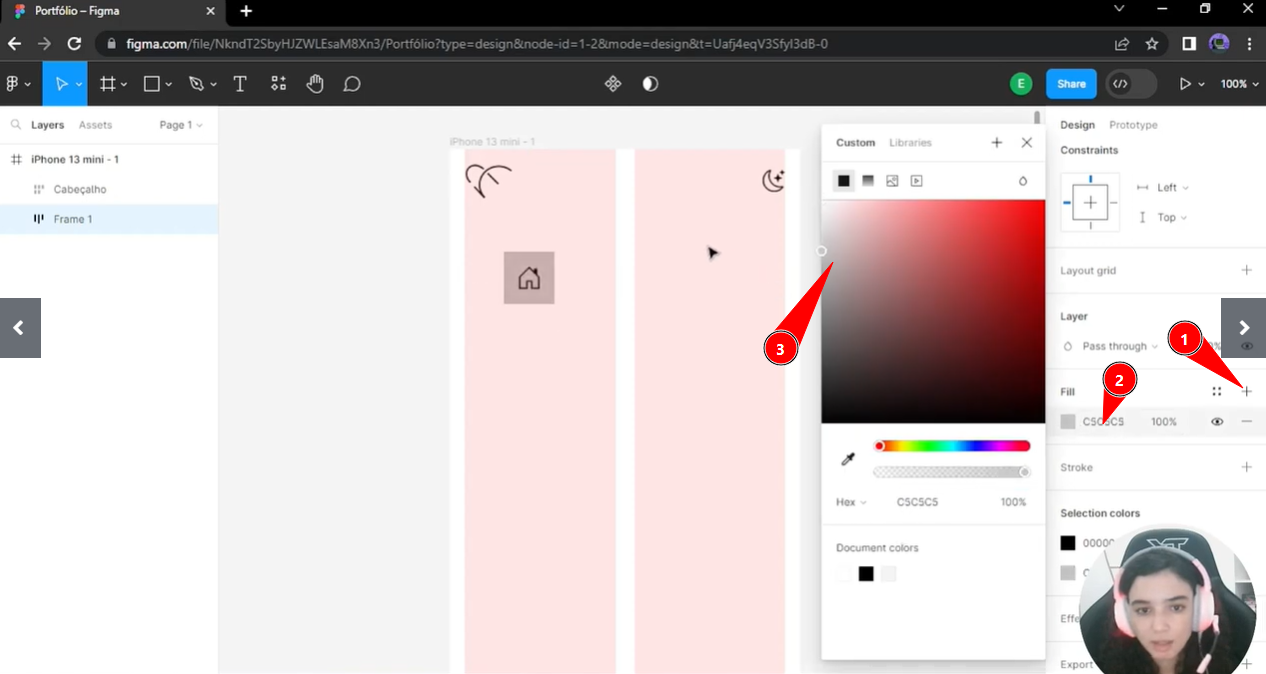 Portfólio – Figma
figma.com/file/NkndT2SbyHJZWLEsaM8Xn3/Portfólio?type=design&node-id=1-2&mode=design&t=Uafj4eqV3SfyI3dB-0
E
Share
100%
Layers
Assets
Page 1
Design
Prototype
iPhone 13 mini - 1
Cabeçalho
Frame 1
iPhone 13 mini - 1
Custom
Libraries
Hex
C5C5C5
100%
Document colors
Constraints
Left
Top
Layout grid
Layer
Pass through
Fill
C5C5C5
100%
Stroke
Selection colors
Export
1
2
3